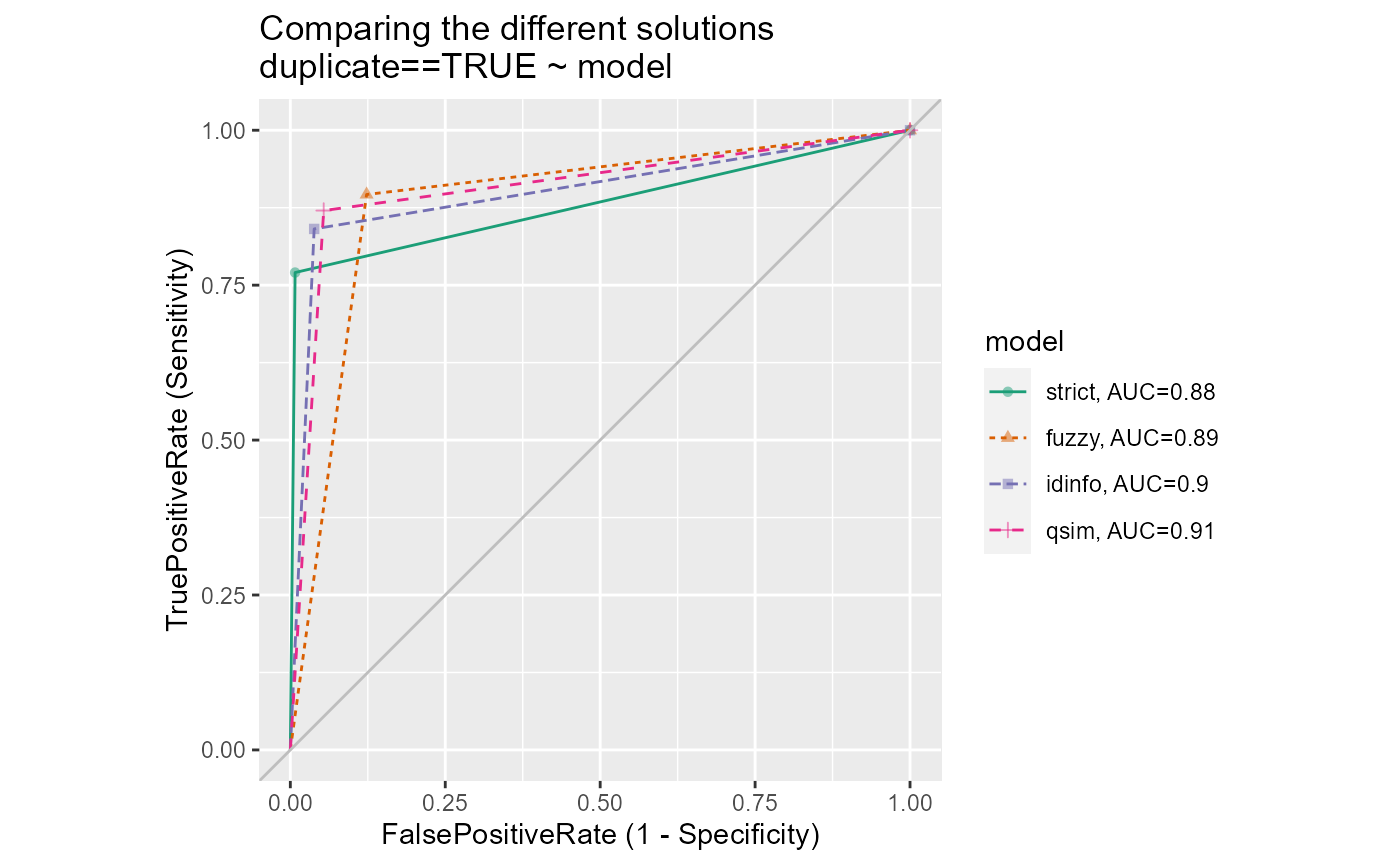 Comparing the different solutions
duplicate==TRUE ~ model
1.00
0.75
0.50
0.25
0.00
TruePositiveRate (Sensitivity)
0.00 0.25 0.50 0.75 1.00
FalsePositiveRate (1 - Specificity)
model
strict, AUC=0.88
fuzzy, AUC=0.89
idinfo, AUC=0.9
qsim, AUC=0.91